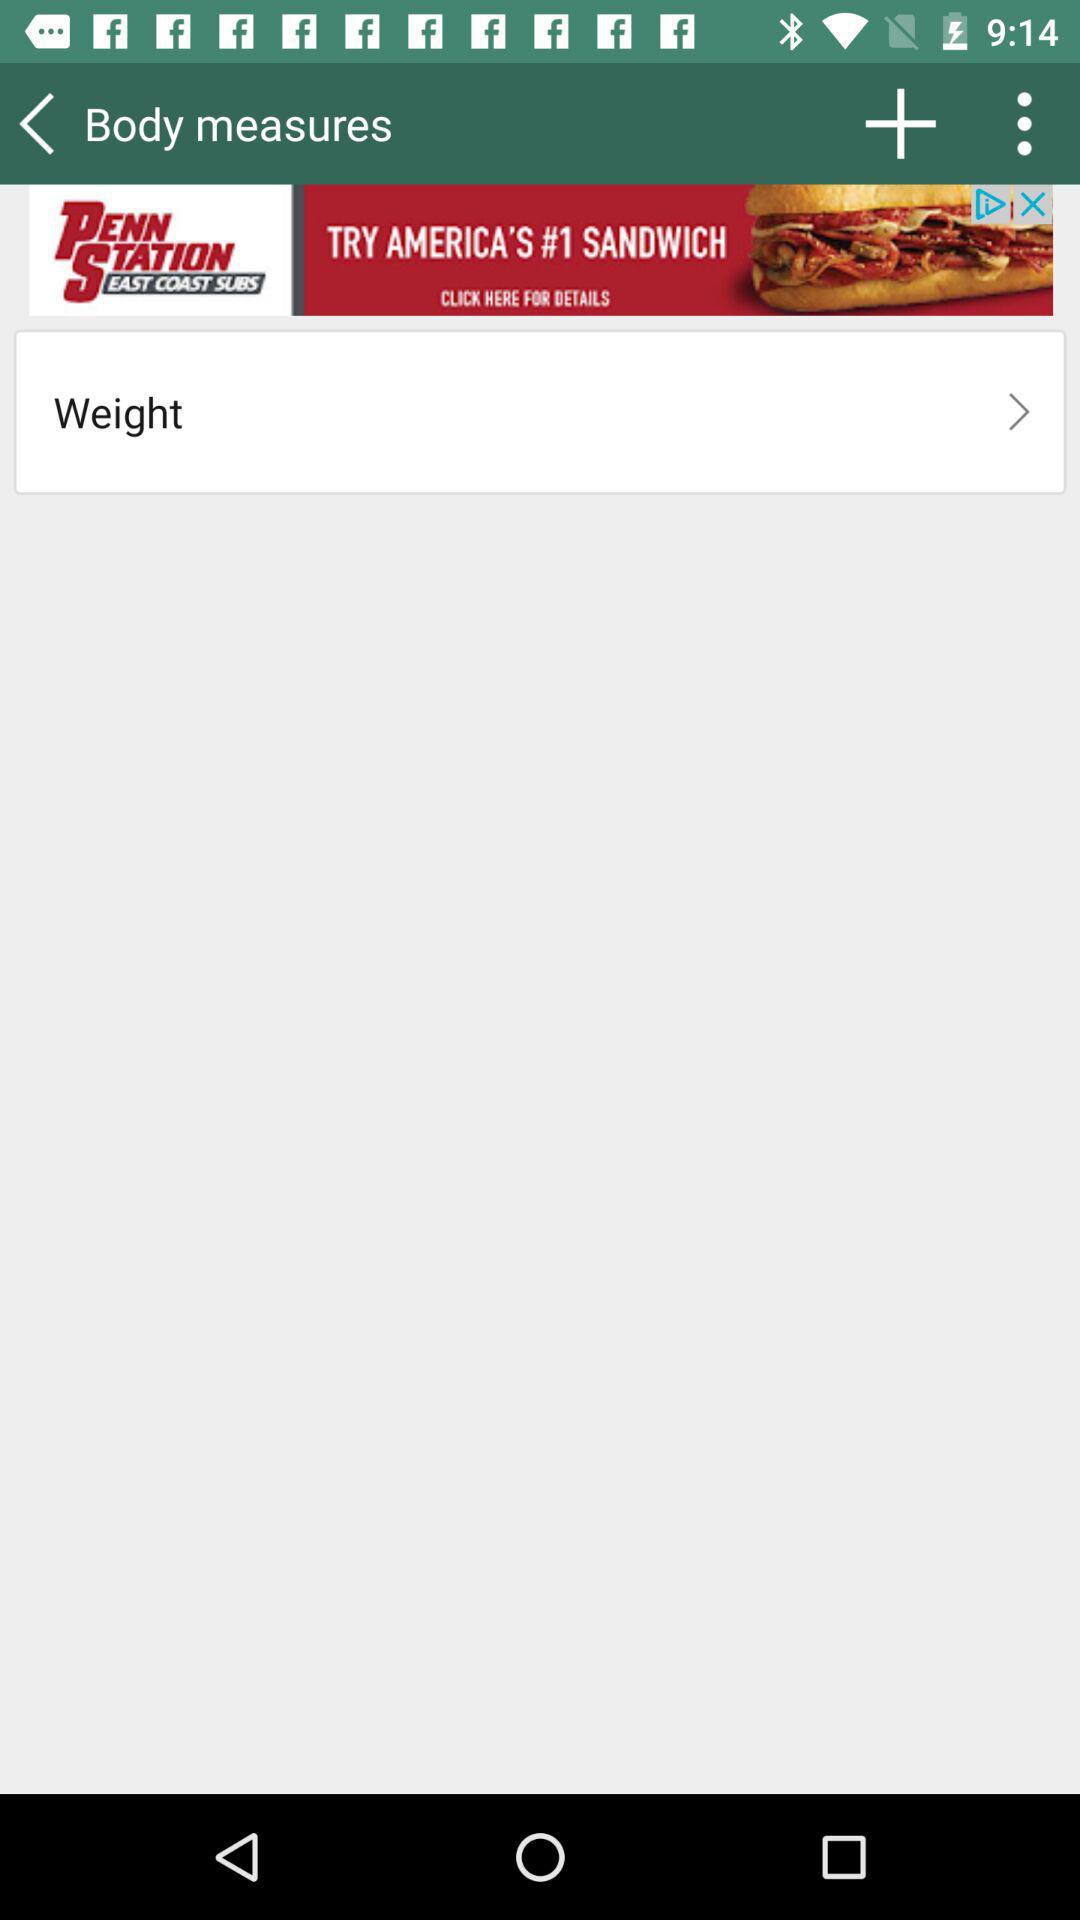 9:14
Body measures
PENN STATION
EAST COAST SUBS
TRY AMERICA'S #1 SANDWICH
CLICK HERE FOR DETAILS
Weight